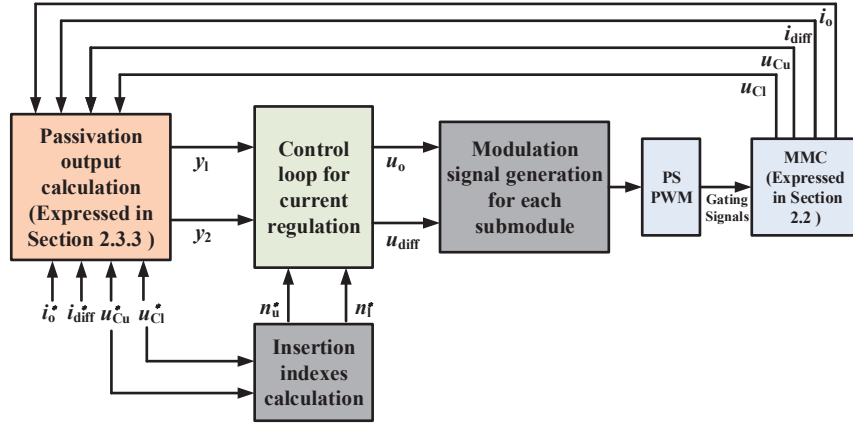 i_o
i_diff
u_Cu
u_Cl
Passivation
output
calculation
(Expressed in
Section 2.3.3 )
y_1
y_2
Control
loop for
current
regulation
u_o
u_diff
Modulation
signal generation
for each
submodule
PS
PWM
Gating
Signals
MMC
(Expressed
in Section
2.2 )
i_o^* i_diff^* u_Cu^* u_Cl^*
n_u^* n_l^*
Insertion
indexes
calculation